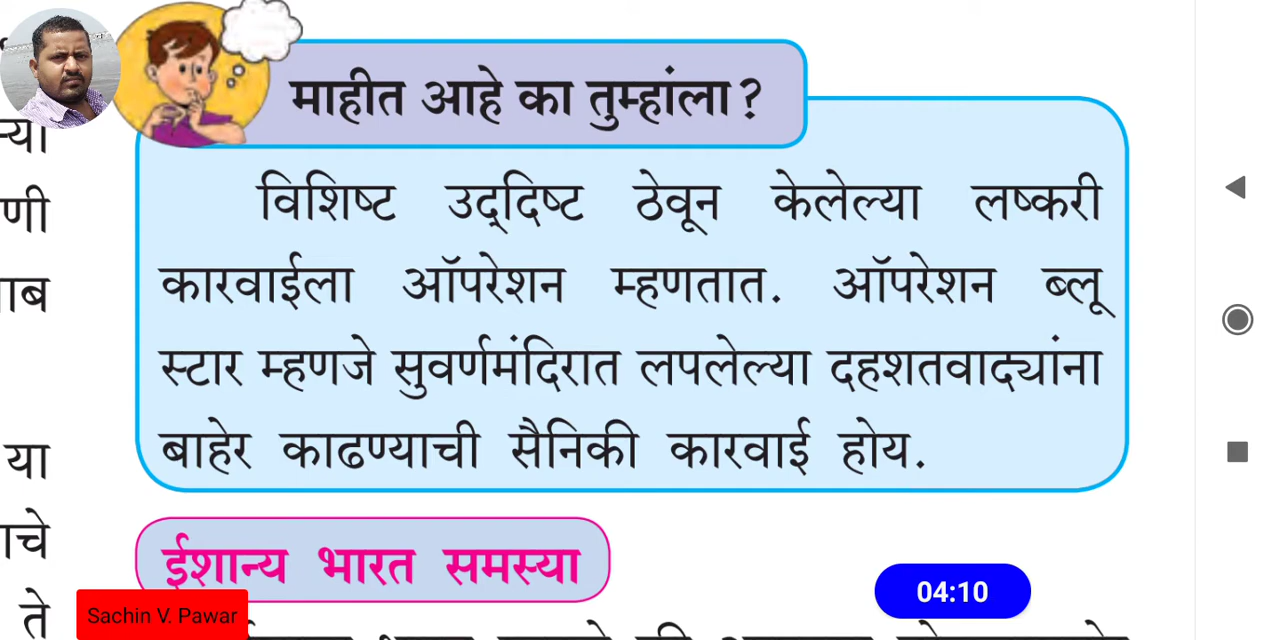 माहीत आहे का तुम्हांला?
विशिष्ट उद्‌दिष्ट ठेवून केलेल्या लष्करी
कारवाईला ऑपरेशन म्हणतात. ऑपरेशन ब्लू
स्टार म्हणजे सुवर्णमंदिरात लपलेल्या दहशतवाद्यांना
बाहेर काढण्याची सैनिकी कारवाई होय.
ईशान्य भारत समस्या
णी
या
ते
Sachin V. Pawar
04:10